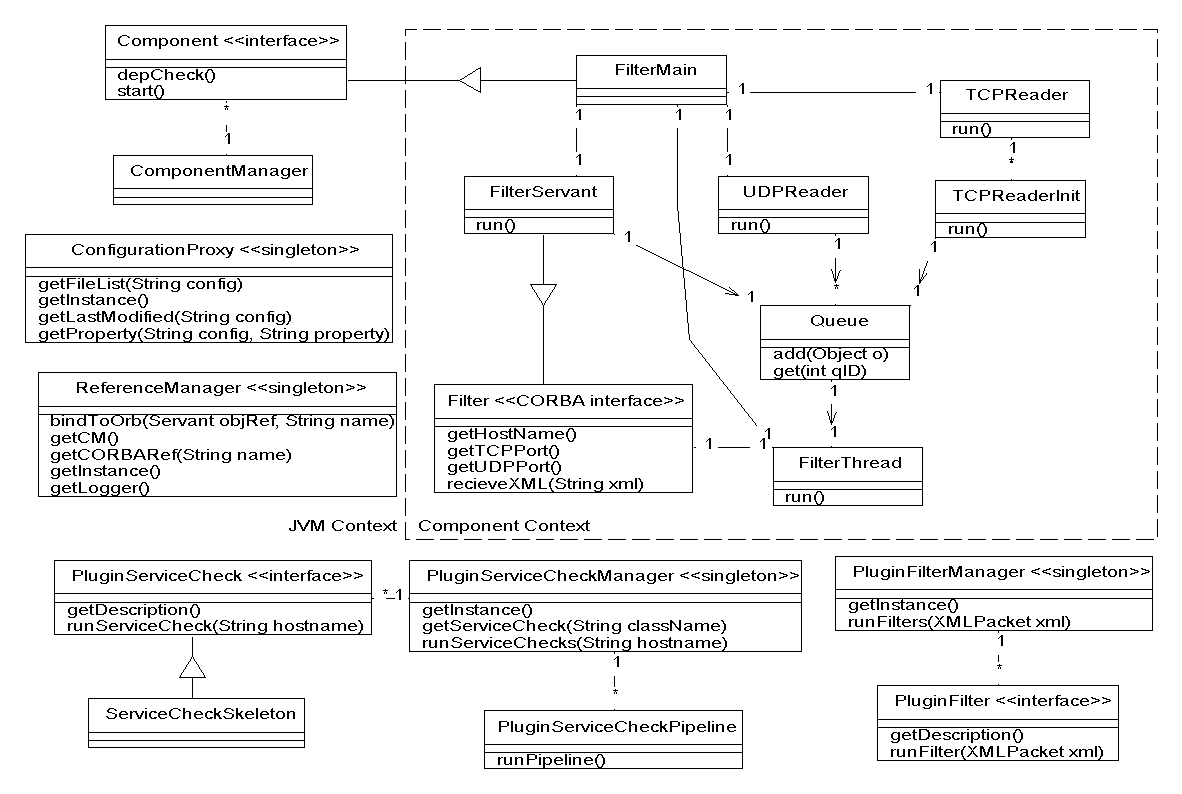 Component <<interface>>
depCheck()
start()
*
1
ComponentManager
FilterMain
1
1
1
1
1
TCPReader
run()
1
*
1
1
FilterServant
run()
UDPReader
run()
TCPReaderInit
run()
1
1
1
1
*
1
Queue
add(Object o)
get(int qID)
1
1
ConfigurationProxy <<singleton>>
getFileList(String config)
getInstance()
getLastModified(String config)
getProperty(String config, String property)
ReferenceManager <<singleton>>
bindToOrb(Servant objRef, String name)
getCM()
getCORBARef(String name)
getInstance()
getLogger()
Filter <<CORBA interface>>
getHostName()
getTCPPort()
getUDPPort()
recieveXML(String xml)
1
1
1
FilterThread
run()
JVM Context
Component Context
PluginServiceCheck <<interface>>
getDescription()
runServiceCheck(String hostname)
*
1
PluginServiceCheckManager <<singleton>>
getInstance()
getServiceCheck(String className)
runServiceChecks(String hostname)
1
*
ServiceCheckSkeleton
PluginServiceCheckPipeline
runPipeline()
PluginFilterManager <<singleton>>
getInstance()
runFilters(XMLPacket xml)
1
*
PluginFilter <<interface>>
getDescription()
runFilter(XMLPacket xml)